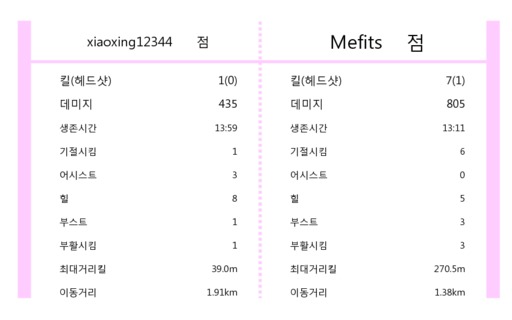 xiaoxing12344 점
킬(헤드샷) 1(0)
데미지 435
생존시간 13:59
기절시킴 1
어시스트 3
힐 8
부스트 1
부활시킴 1
최대거리킬 39.0m
이동거리 1.91km
Mefits 점
킬(헤드샷) 7(1)
데미지 805
생존시간 13:11
기절시킴 6
어시스트 0
힐 5
부스트 3
부활시킴 3
최대거리킬 270.5m
이동거리 1.38km